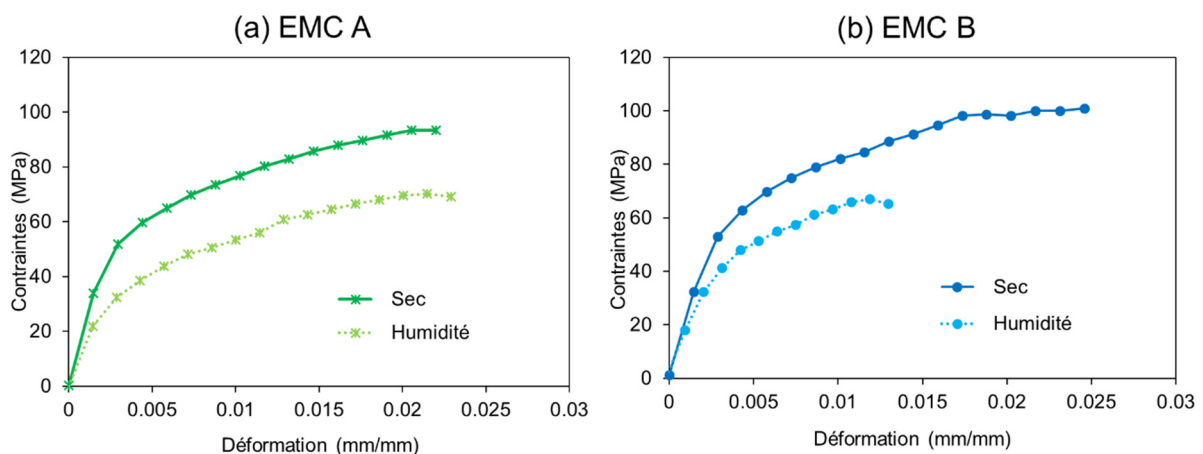 (a) EMC A
120
100
80
60
40
20
0
Contraintes (MPa)
Sec
Humidité
0
0.005
0.01
0.015
0.02
0.025
0.03
Déformation (mm/mm)
(b) EMC B
120
100
80
60
40
20
0
Contraintes (MPa)
Sec
Humidité
0
0.005
0.01
0.015
0.02
0.025
0.03
Déformation (mm/mm)